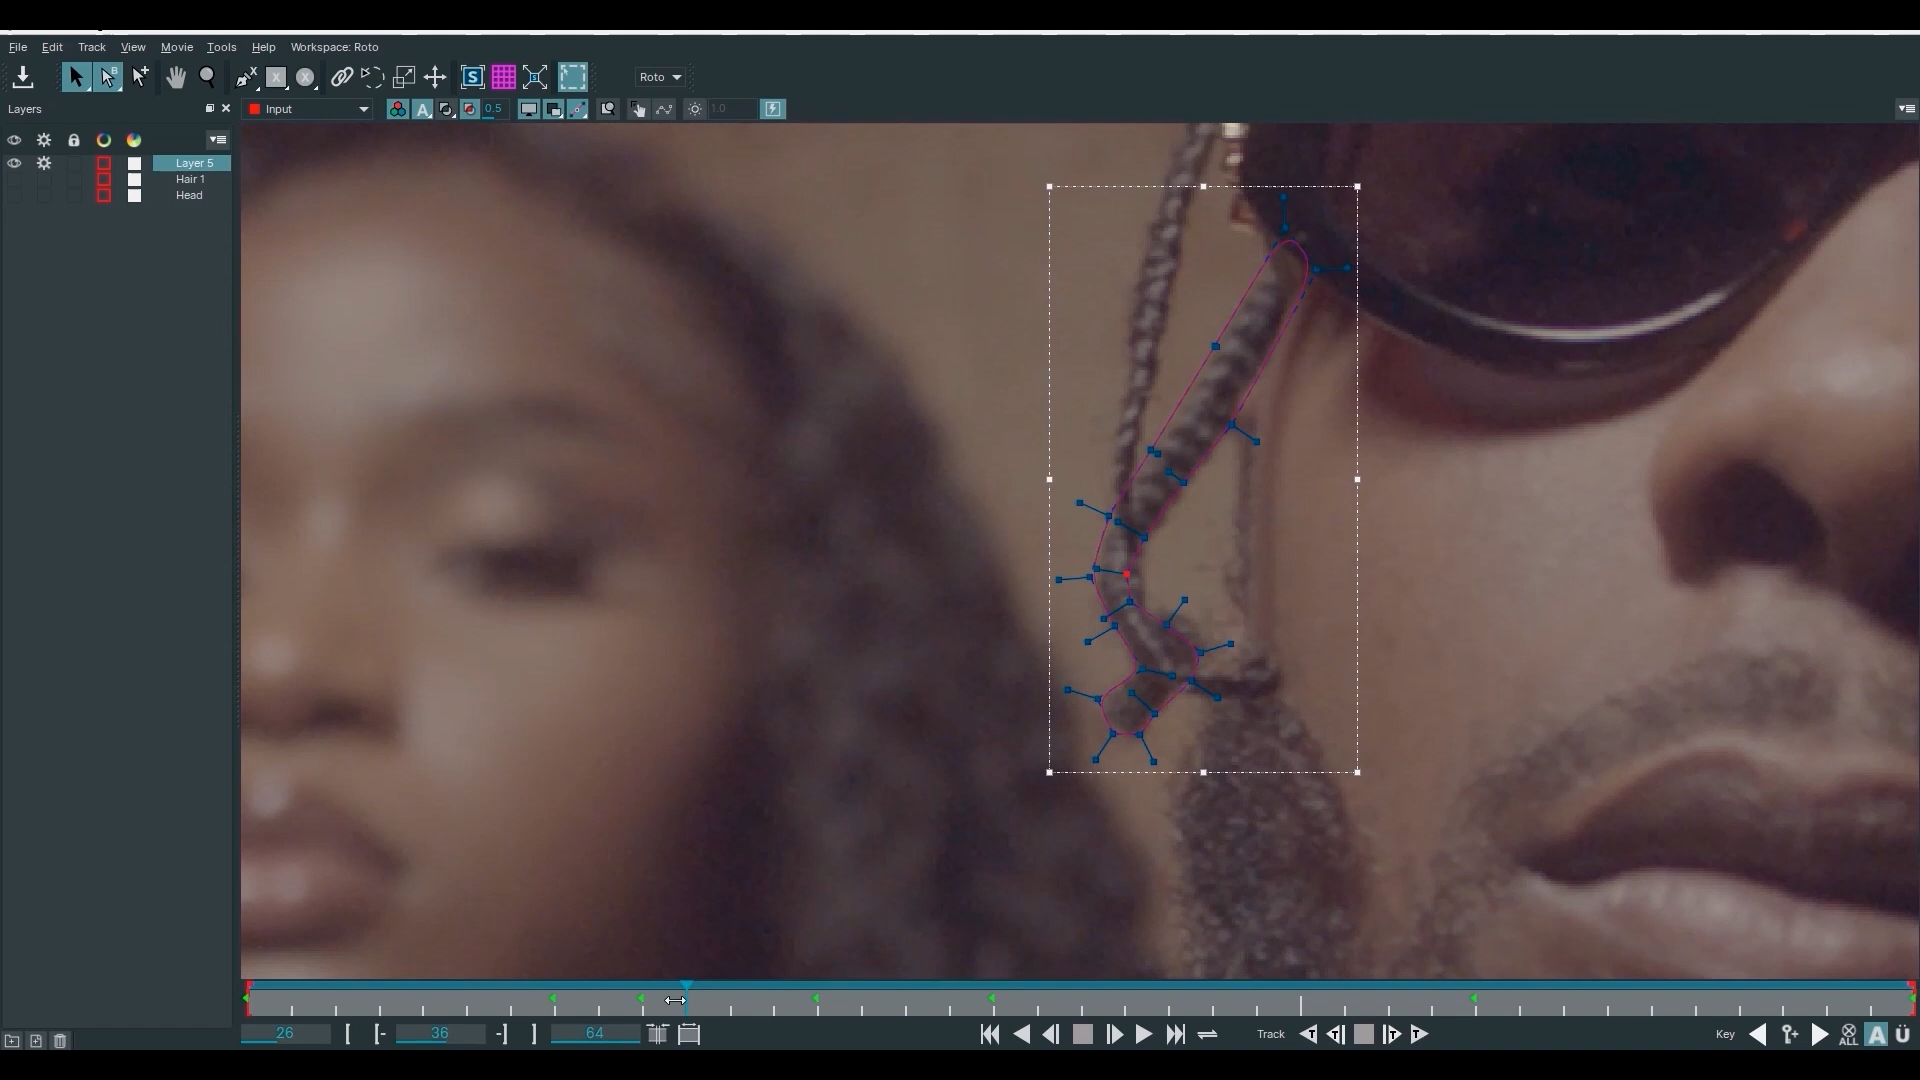 File Edit Track View Movie Tools Help Workspace: Roto
B X X X S S Roto
Layers Input A 0.5 1.0
Layer 5
Hair 1
Head
26 [ [- 36 -] ] 64 Track T T T T Key ALL A Ü